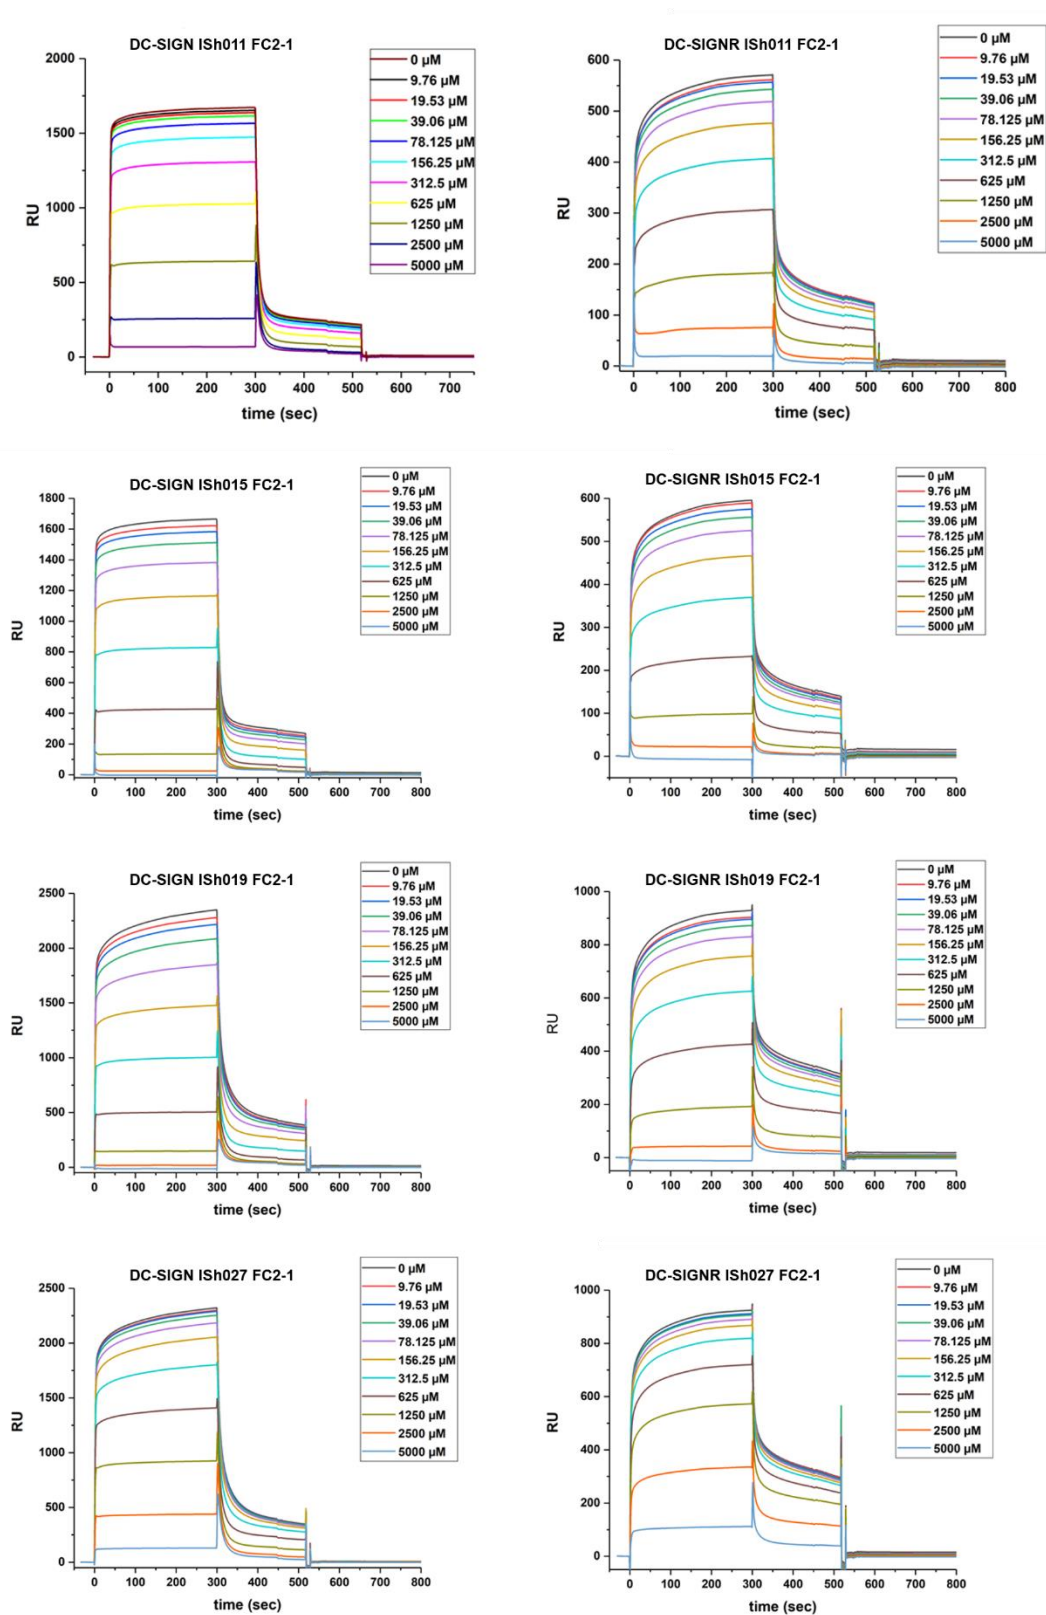 DC-SIGN ISh011 FC2-1
2000
1500
1000
500
0
RU
0 100 200 300 400 500 600 700
time (sec)
0 µM
9.76 µM
19.53 µM
39.06 µM
78.125 µM
156.25 µM
312.5 µM
625 µM
1250 µM
2500 µM
5000 µM
DC-SIGNR ISh011 FC2-1
600
500
400
300
200
100
0
RU
0 100 200 300 400 500 600 700 800
time (sec)
0 µM
9.76 µM
19.53 µM
39.06 µM
78.125 µM
156.25 µM
312.5 µM
625 µM
1250 µM
2500 µM
5000 µM
DC-SIGN ISh015 FC2-1
1800
1600
1400
1200
1000
800
600
400
200
0
RU
0 100 200 300 400 500 600 700 800
time (sec)
0 µM
9.76 µM
19.53 µM
39.06 µM
78.125 µM
156.25 µM
312.5 µM
625 µM
1250 µM
2500 µM
5000 µM
DC-SIGNR ISh015 FC2-1
600
500
400
300
200
100
0
RU
0 100 200 300 400 500 600 700 800
time (sec)
0 µM
9.76 µM
19.53 µM
39.06 µM
78.125 µM
156.25 µM
312.5 µM
625 µM
1250 µM
2500 µM
5000 µM
DC-SIGN ISh019 FC2-1
2500
2000
1500
1000
500
0
RU
0 100 200 300 400 500 600 700 800
time (sec)
0 µM
9.76 µM
19.53 µM
39.06 µM
78.125 µM
156.25 µM
312.5 µM
625 µM
1250 µM
2500 µM
5000 µM
DC-SIGNR ISh019 FC2-1
1000
800
600
400
200
0
RU
0 100 200 300 400 500 600 700 800
time (sec)
0 µM
9.76 µM
19.53 µM
39.06 µM
78.125 µM
156.25 µM
312.5 µM
625 µM
1250 µM
2500 µM
5000 µM
DC-SIGN ISh027 FC2-1
2500
2000
1500
1000
500
0
RU
0 100 200 300 400 500 600 700 800
time (sec)
0 µM
9.76 µM
19.53 µM
39.06 µM
78.125 µM
156.25 µM
312.5 µM
625 µM
1250 µM
2500 µM
5000 µM
DC-SIGNR ISh027 FC2-1
1000
800
600
400
200
0
RU
0 100 200 300 400 500 600 700 800
time (sec)
0 µM
9.76 µM
19.53 µM
39.06 µM
78.125 µM
156.25 µM
312.5 µM
625 µM
1250 µM
2500 µM
5000 µM